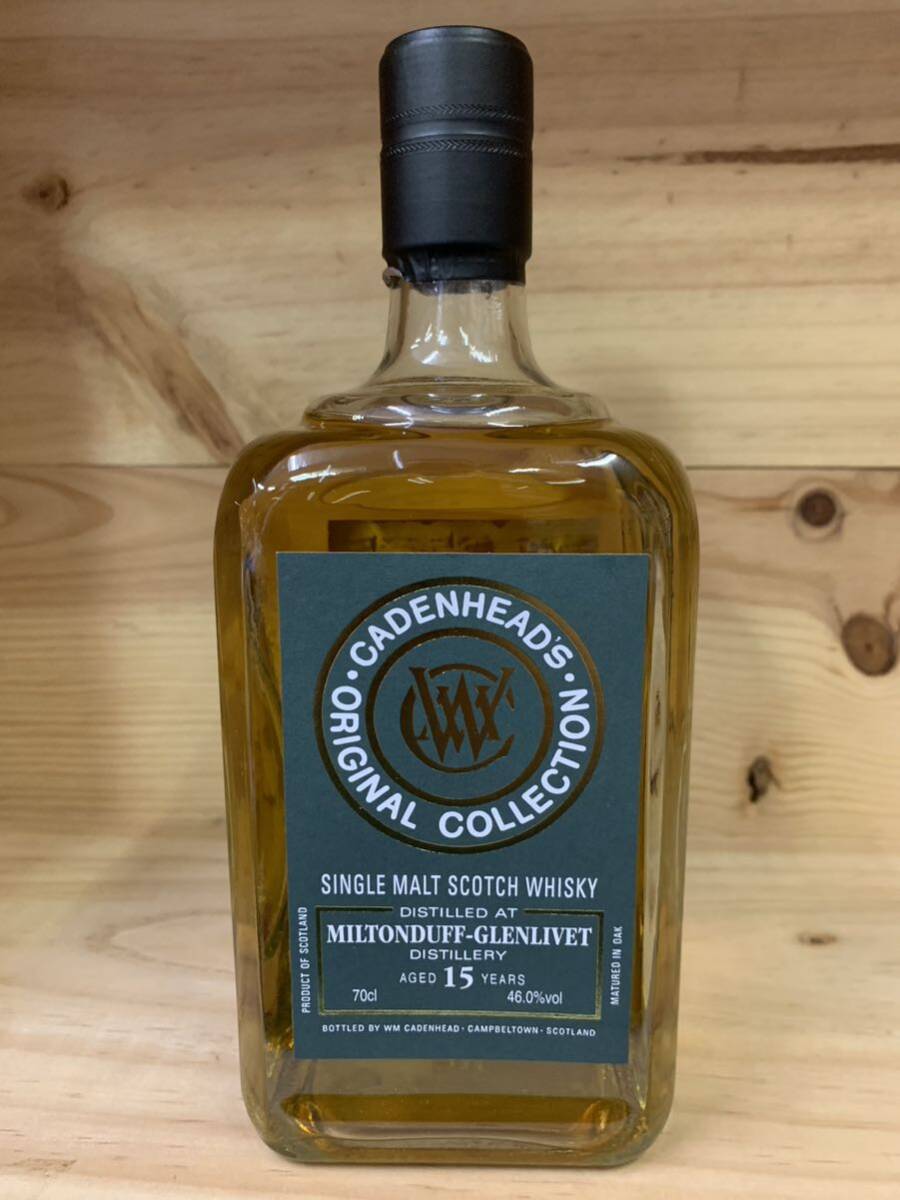 CADENHEAD'S
ORIGINAL COLLECTION
WC
SINGLE MALT SCOTCH WHISKY
DISTILLED AT
MILTONDUFF-GLENLIVET
DISTILLERY
AGED 15 YEARS
70cl 46.0%vol
PRODUCT OF SCOTLAND
MATURED IN OAK
BOTTLED BY WM CADENHEAD · CAMPBELTOWN · SCOTLAND